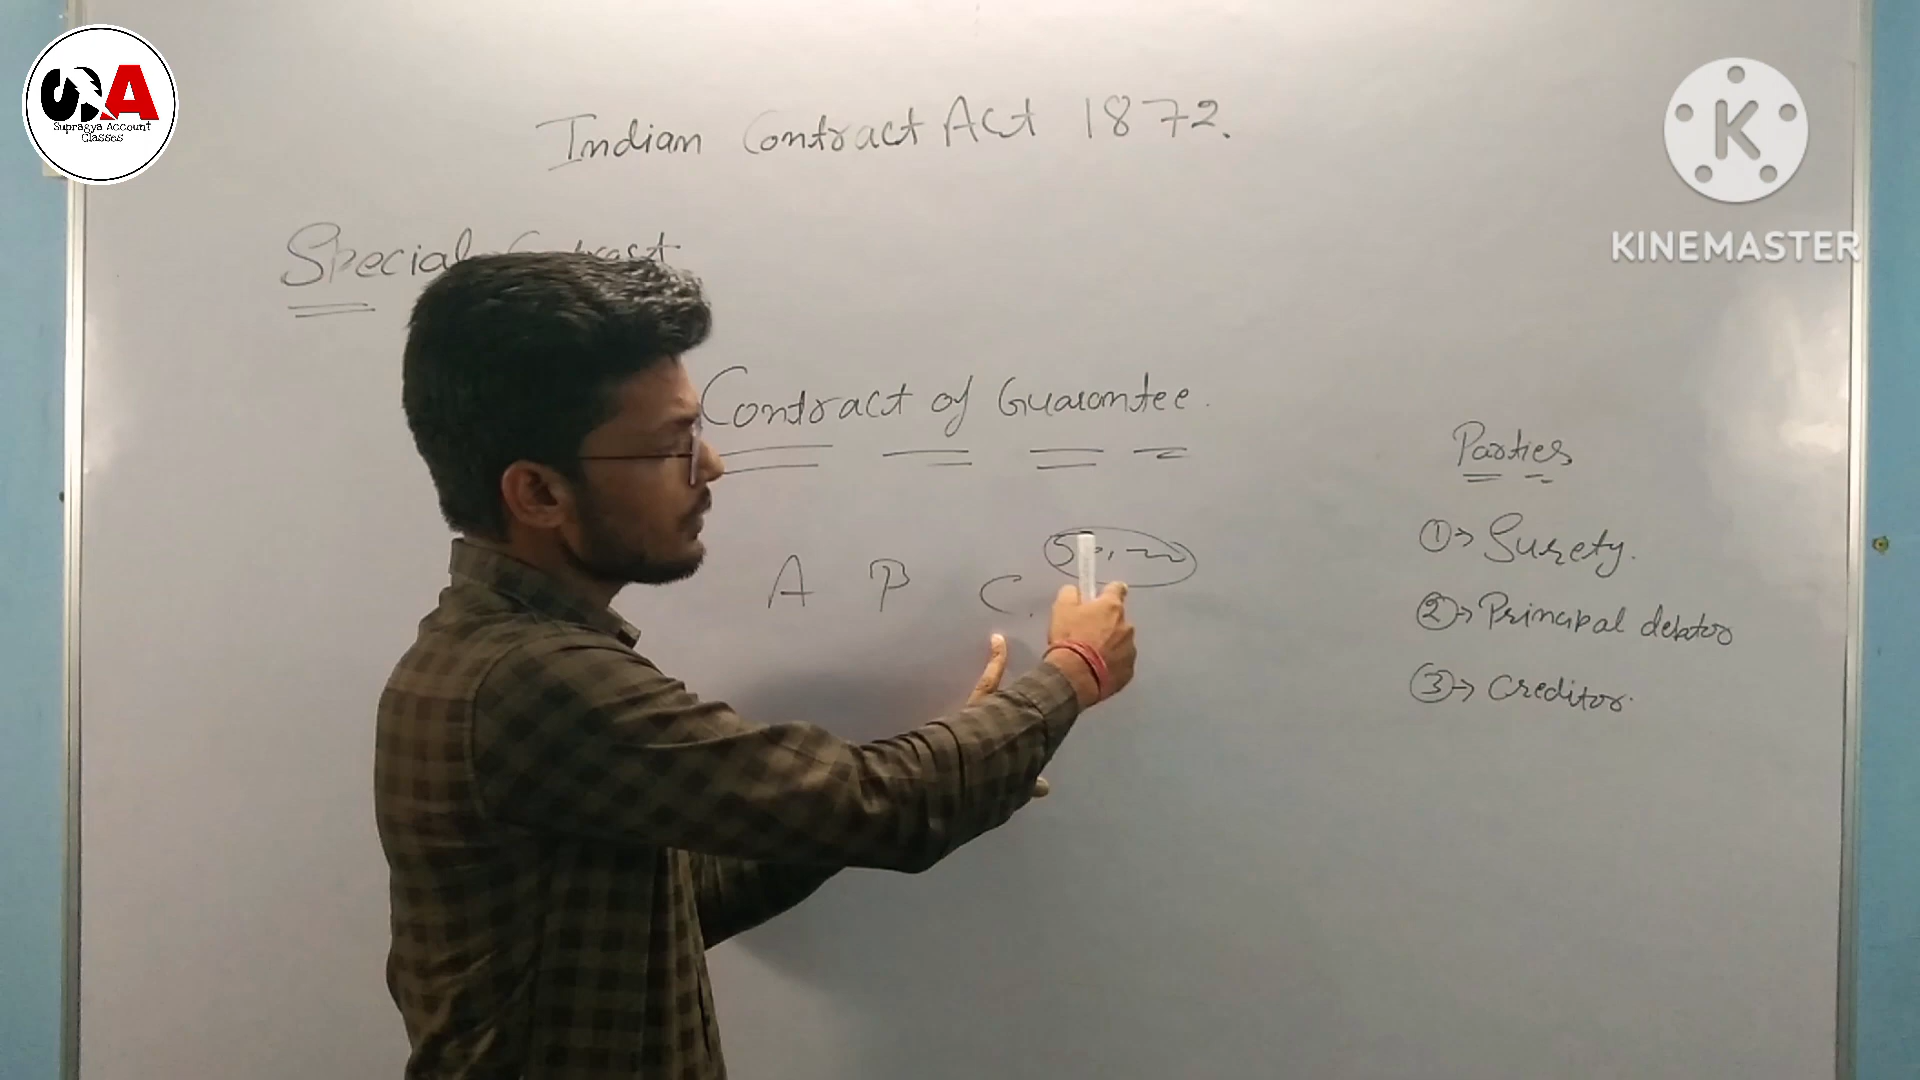 SAA
Supragya Account
Classes
K
KINEMASTER
Indian Contract Act 1872.
Special
Contract of Guarantee.
A B C.
Parties
① → Surety.
② → Principal debtor
③ → Creditor.